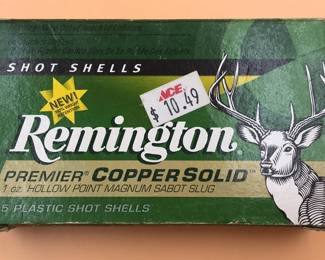 SHOT SHELLS
NEW!
ACE
$ 10.49
Remington
PREMIER COPPER SOLID™
1 oz. HOLLOW POINT MAGNUM SABOT SLUG
5 PLASTIC SHOT SHELLS